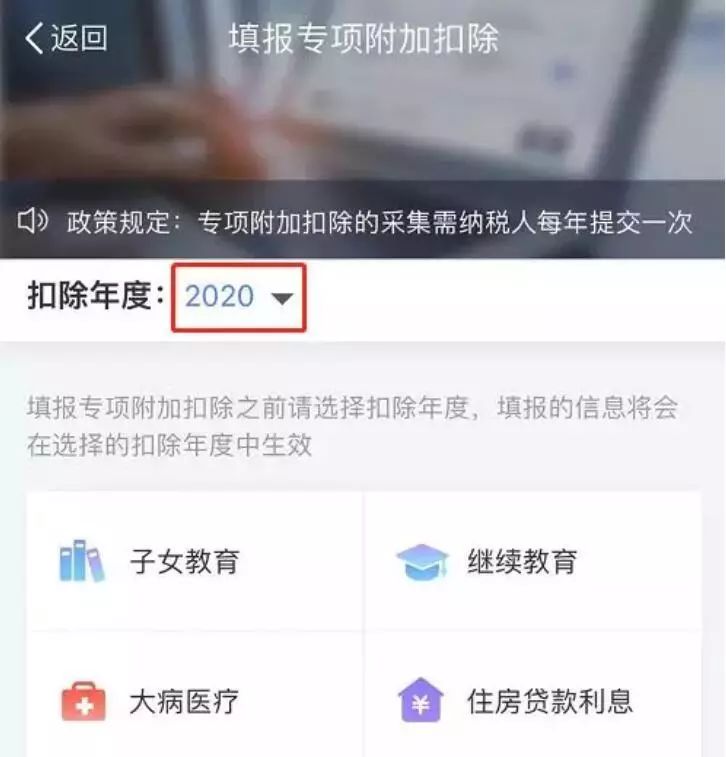 返回
填报专项附加扣除
政策规定：专项附加扣除的采集需纳税人每年提交一次
扣除年度：2020
填报专项附加扣除之前请选择扣除年度，填报的信息将会
在选择的扣除年度中生效
子女教育
继续教育
大病医疗
住房贷款利息